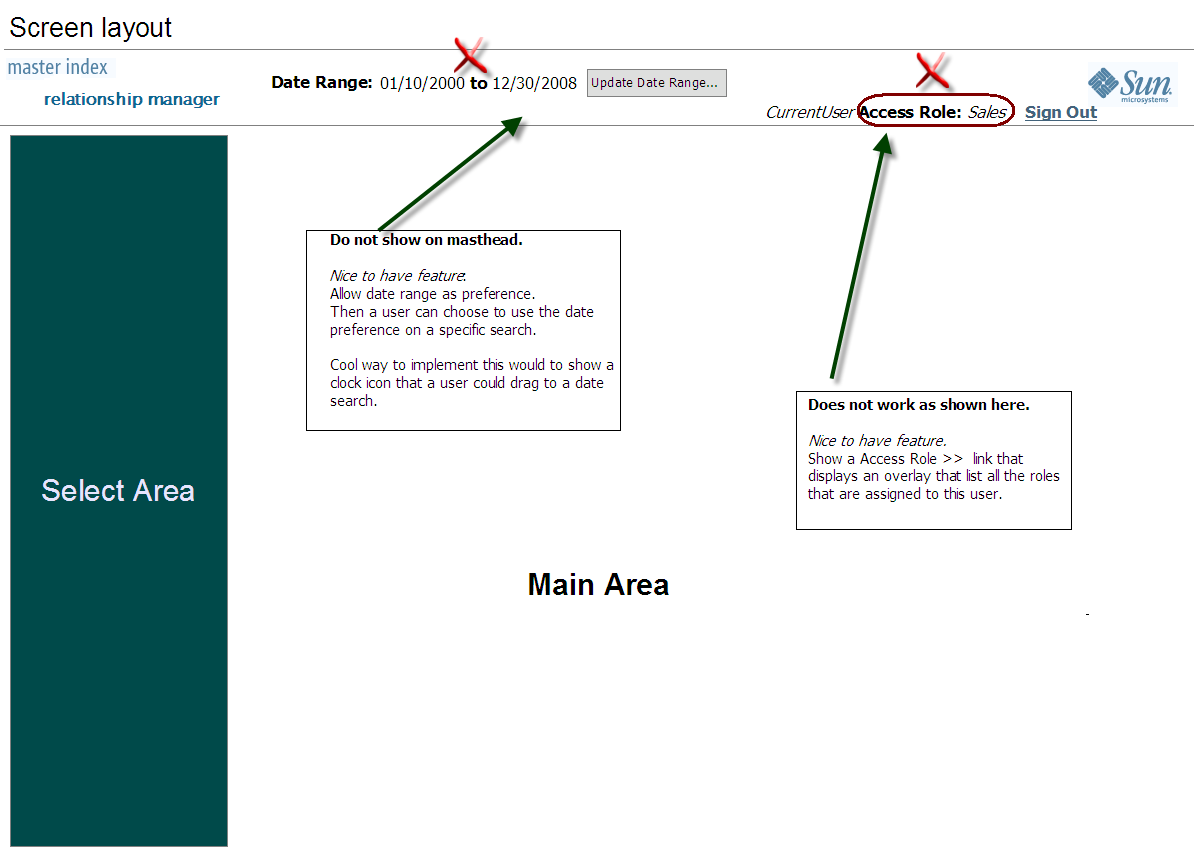 Screen layout
master index
relationship manager
Date Range: 01/10/2000 to 12/30/2008 Update Date Range...
Sun
microsystems
CurrentUser Access Role: Sales Sign Out
Do not show on masthead.
Nice to have feature:
Allow date range as preference.
Then a user can choose to use the date
preference on a specific search.
Cool way to implement this would to show a
clock icon that a user could drag to a date
search.
Does not work as shown here.
Nice to have feature.
Show a Access Role >> link that
displays an overlay that list all the roles
that are assigned to this user.
Select Area
Main Area